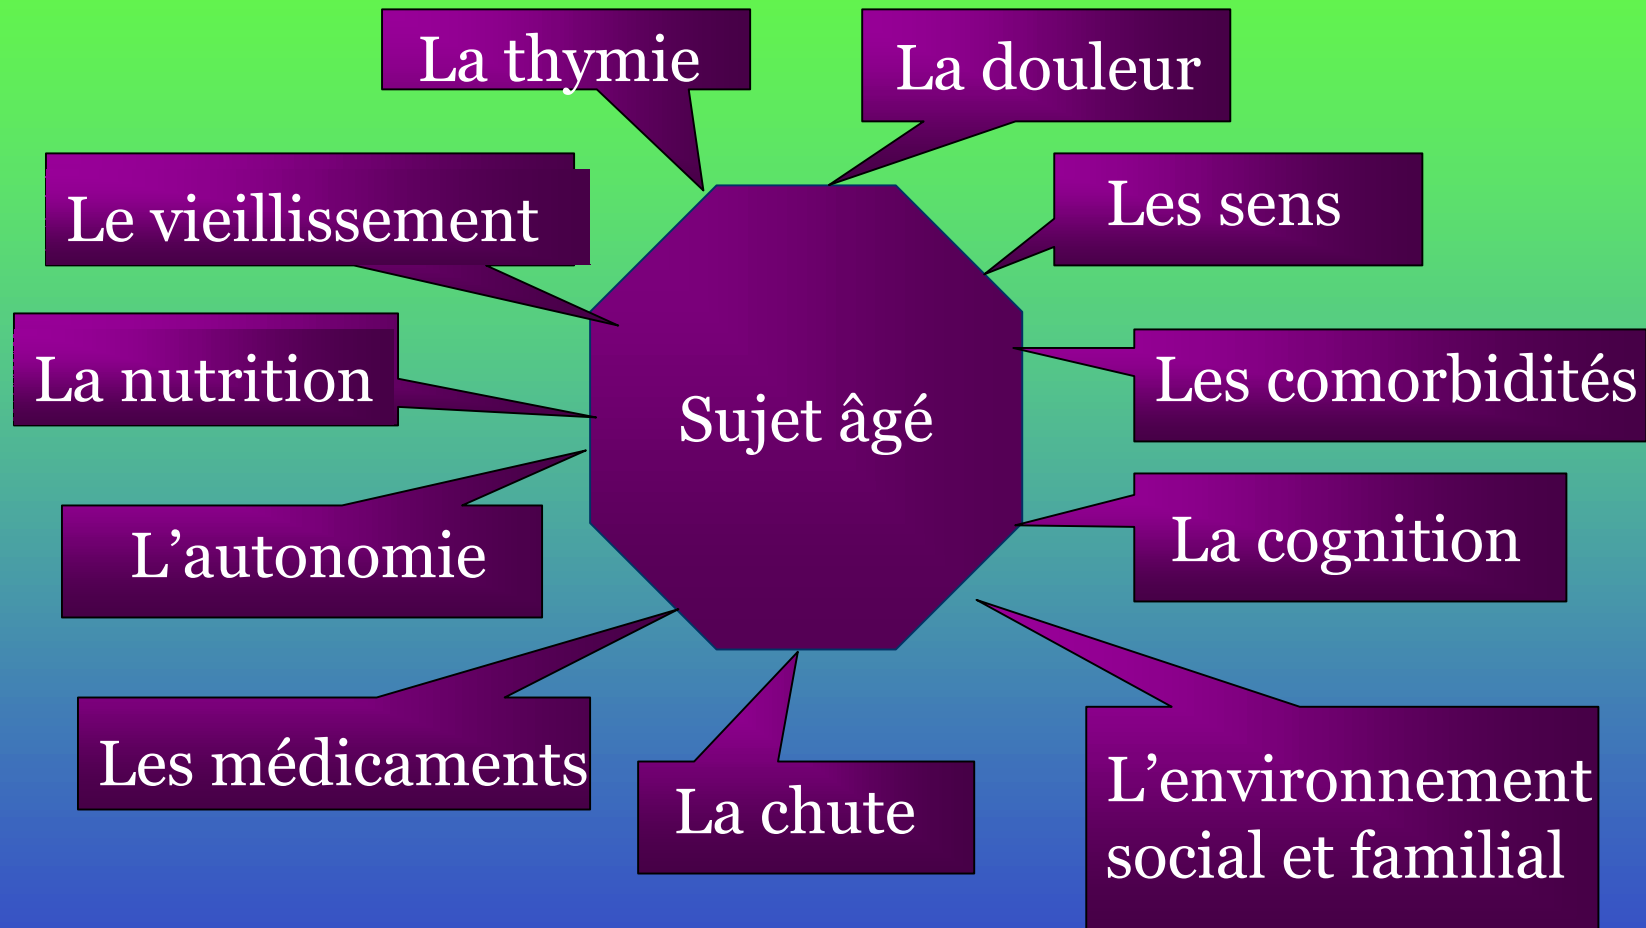 La thymie
La douleur
Le vieillissement
Les sens
La nutrition
Les comorbidités
Sujet âgé
L’autonomie
La cognition
Les médicaments
La chute
L’environnement
social et familial